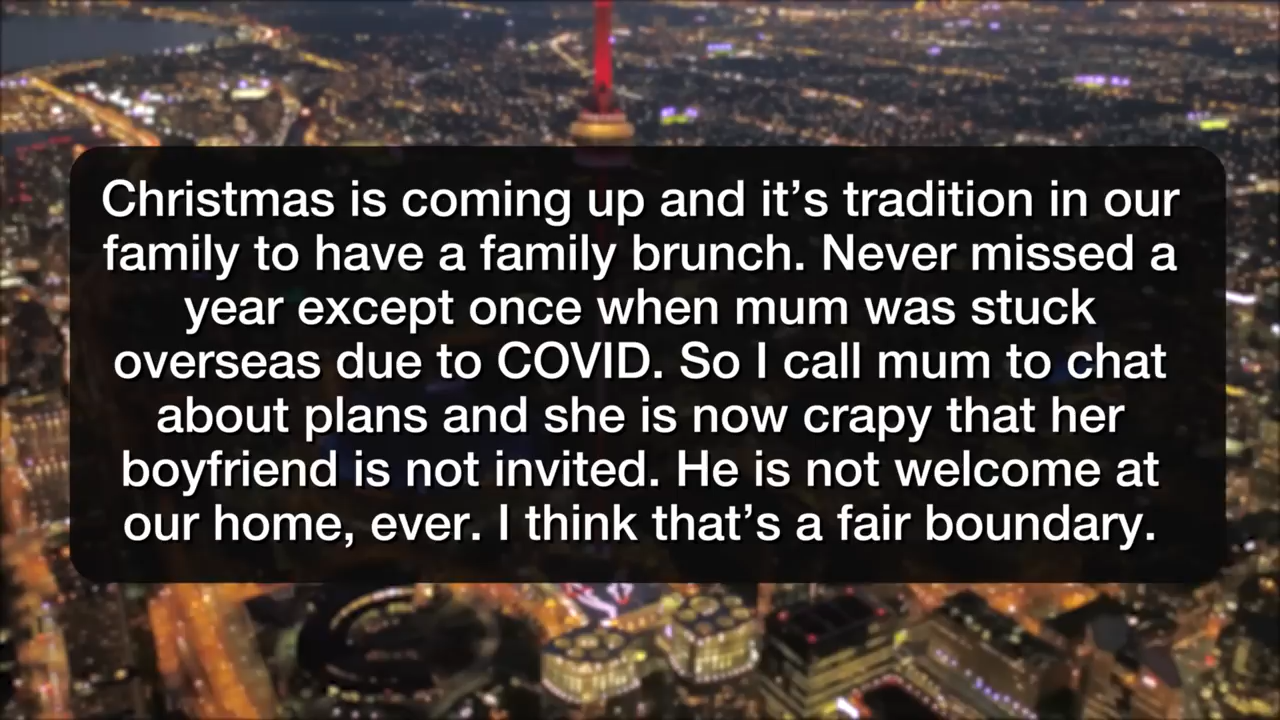 Christmas is coming up and it’s tradition in our
family to have a family brunch. Never missed a
year except once when mum was stuck
overseas due to COVID. So I call mum to chat
about plans and she is now crapy that her
boyfriend is not invited. He is not welcome at
our home, ever. I think that’s a fair boundary.